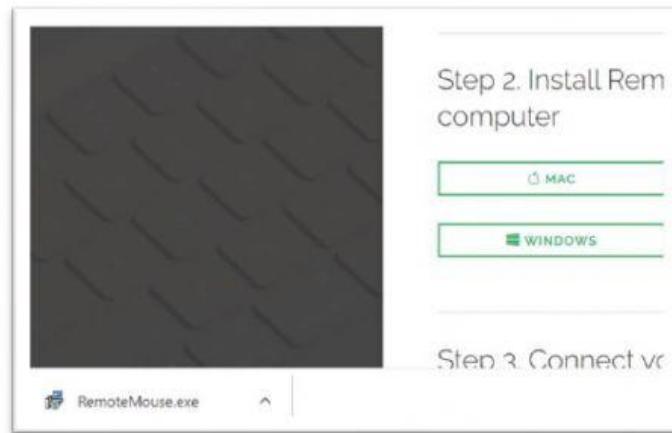 Step 2. Install Rem
computer
MAC
WINDOWS
Step 3. Connect yo
RemoteMouse.exe